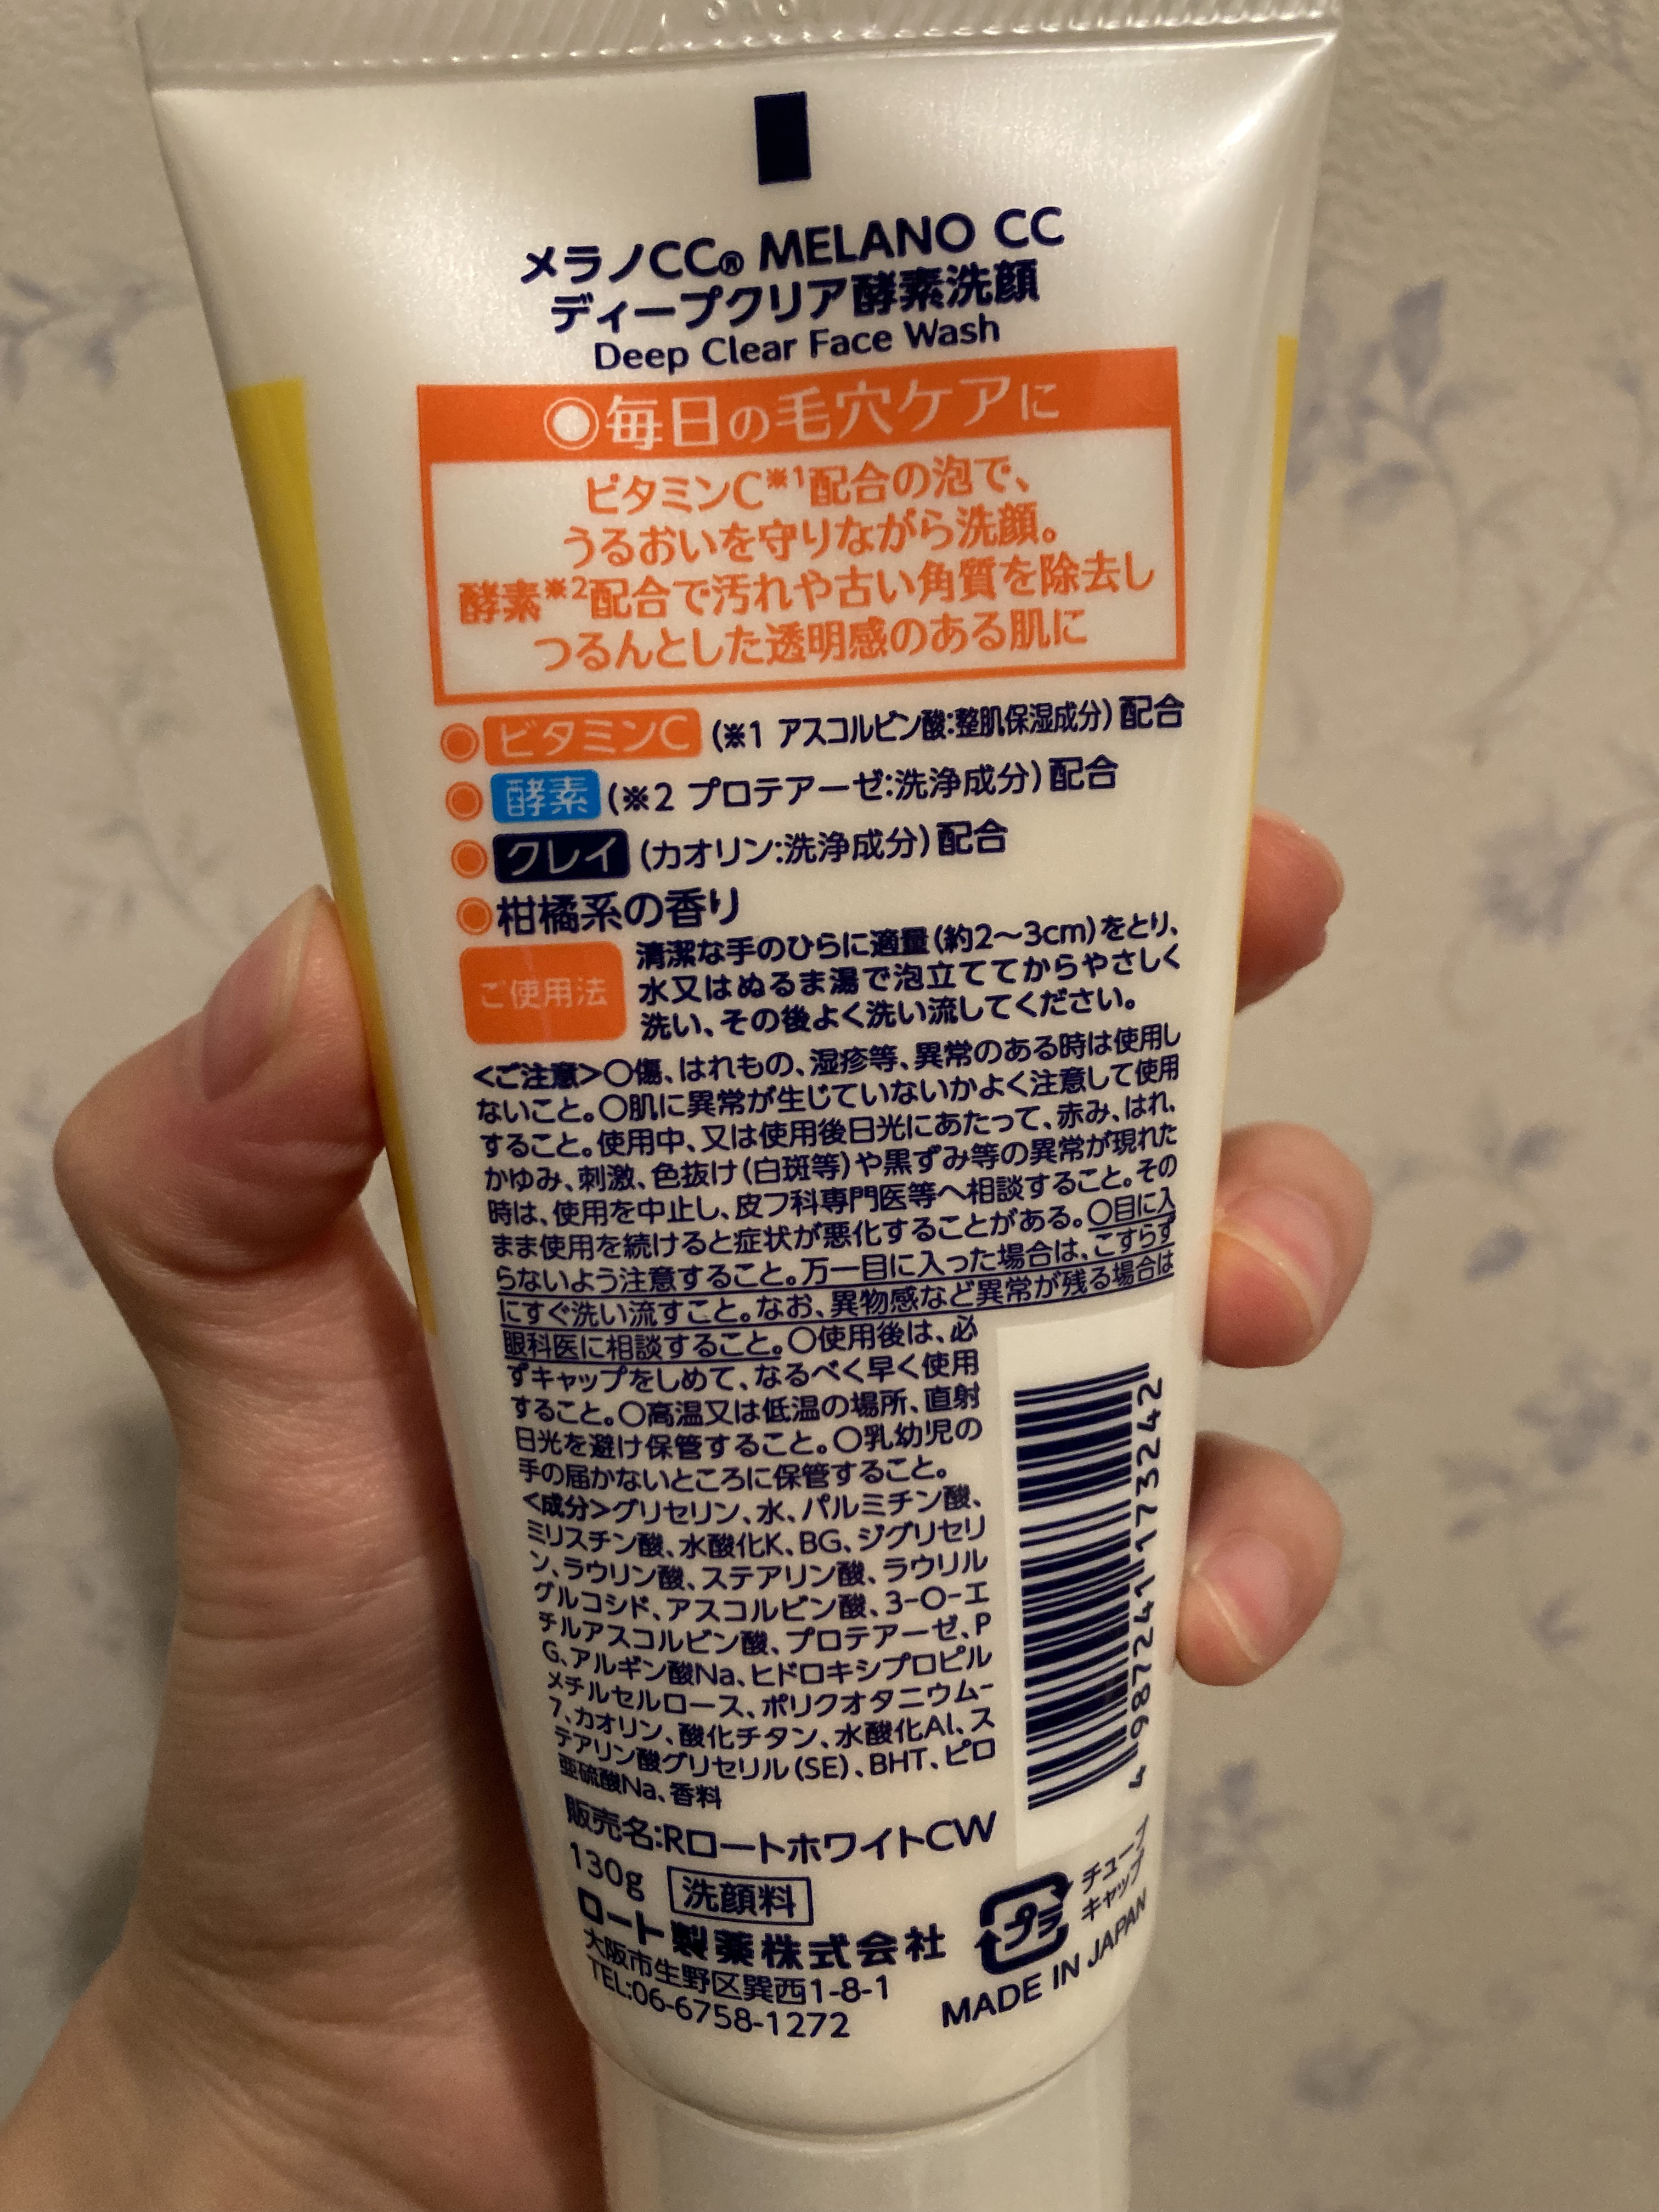 メラノCC® MELANO CC
ディープクリア酵素洗顔
Deep Clear Face Wash
◎毎日の毛穴ケアに
ビタミンC※1配合の泡で、
うるおいを守りながら洗顔。
酵素※2配合で汚れや古い角質を除去し
つるんとした透明感のある肌に
◎ビタミンC(※1 アスコルビン酸:整肌保湿成分)配合
◎酵素(※2 プロテアーゼ:洗浄成分)配合
◎クレイ(カオリン:洗浄成分)配合
◎柑橘系の香り
ご使用法
清潔な手のひらに適量(約2〜3cm)をとり、
水又はぬるま湯で泡立ててからやさしく
洗い、その後よく洗い流してください。
<ご注意>○傷、はれもの、湿疹等、異常のある時は使用し
ないこと。○肌に異常が生じていないかよく注意して使用
すること。使用中、又は使用後日光にあたって、赤み、はれ、
かゆみ、刺激、色抜け(白斑等)や黒ずみ等の異常が現れた
時は、使用を中止し、皮フ科専門医等へ相談すること。その
まま使用を続けると症状が悪化することがある。○目に入
らないよう注意すること。万一目に入った場合は、こすらず
にすぐ洗い流すこと。なお、異物感など異常が残る場合は
眼科医に相談すること。○使用後は、必
ずキャップをしめて、なるべく早く使用
すること。○高温又は低温の場所、直射
日光を避け保管すること。○乳幼児の
手の届かないところに保管すること。
<成分>グリセリン、水、パルミチン酸、
ミリスチン酸、水酸化K、BG、ジグリセリ
ン、ラウリン酸、ステアリン酸、ラウリル
グルコシド、アスコルビン酸、3-O-エ
チルアスコルビン酸、プロテアーゼ、P
G、アルギン酸Na、ヒドロキシプロピル
メチルセルロース、ポリクオタニウム-
7、カオリン、酸化チタン、水酸化Al、ス
テアリン酸グリセリル(SE)、BHT、ピロ
亜硫酸Na、香料
4 987241 173242
販売名:RロートホワイトCW
130g 洗顔料
ロート製薬株式会社
大阪市生野区巽西1-8-1
TEL:06-6758-1272
プラ
チューブ
キャップ
MADE IN JAPAN